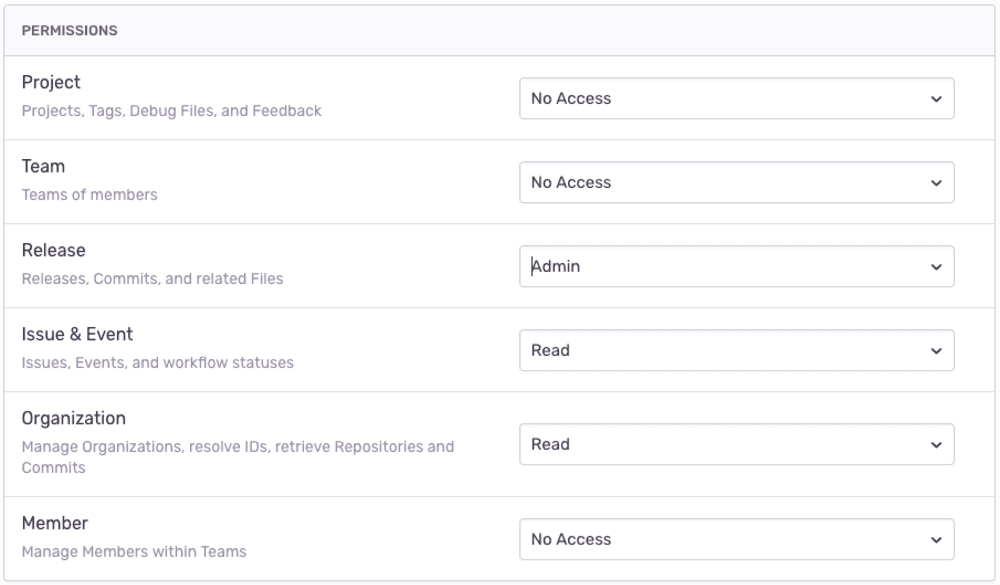 PERMISSIONS
Project
Projects, Tags, Debug Files, and Feedback
No Access
Team
Teams of members
No Access
Release
Releases, Commits, and related Files
Admin
Issue & Event
Issues, Events, and workflow statuses
Read
Organization
Manage Organizations, resolve IDs, retrieve Repositories and
Commits
Read
Member
Manage Members within Teams
No Access